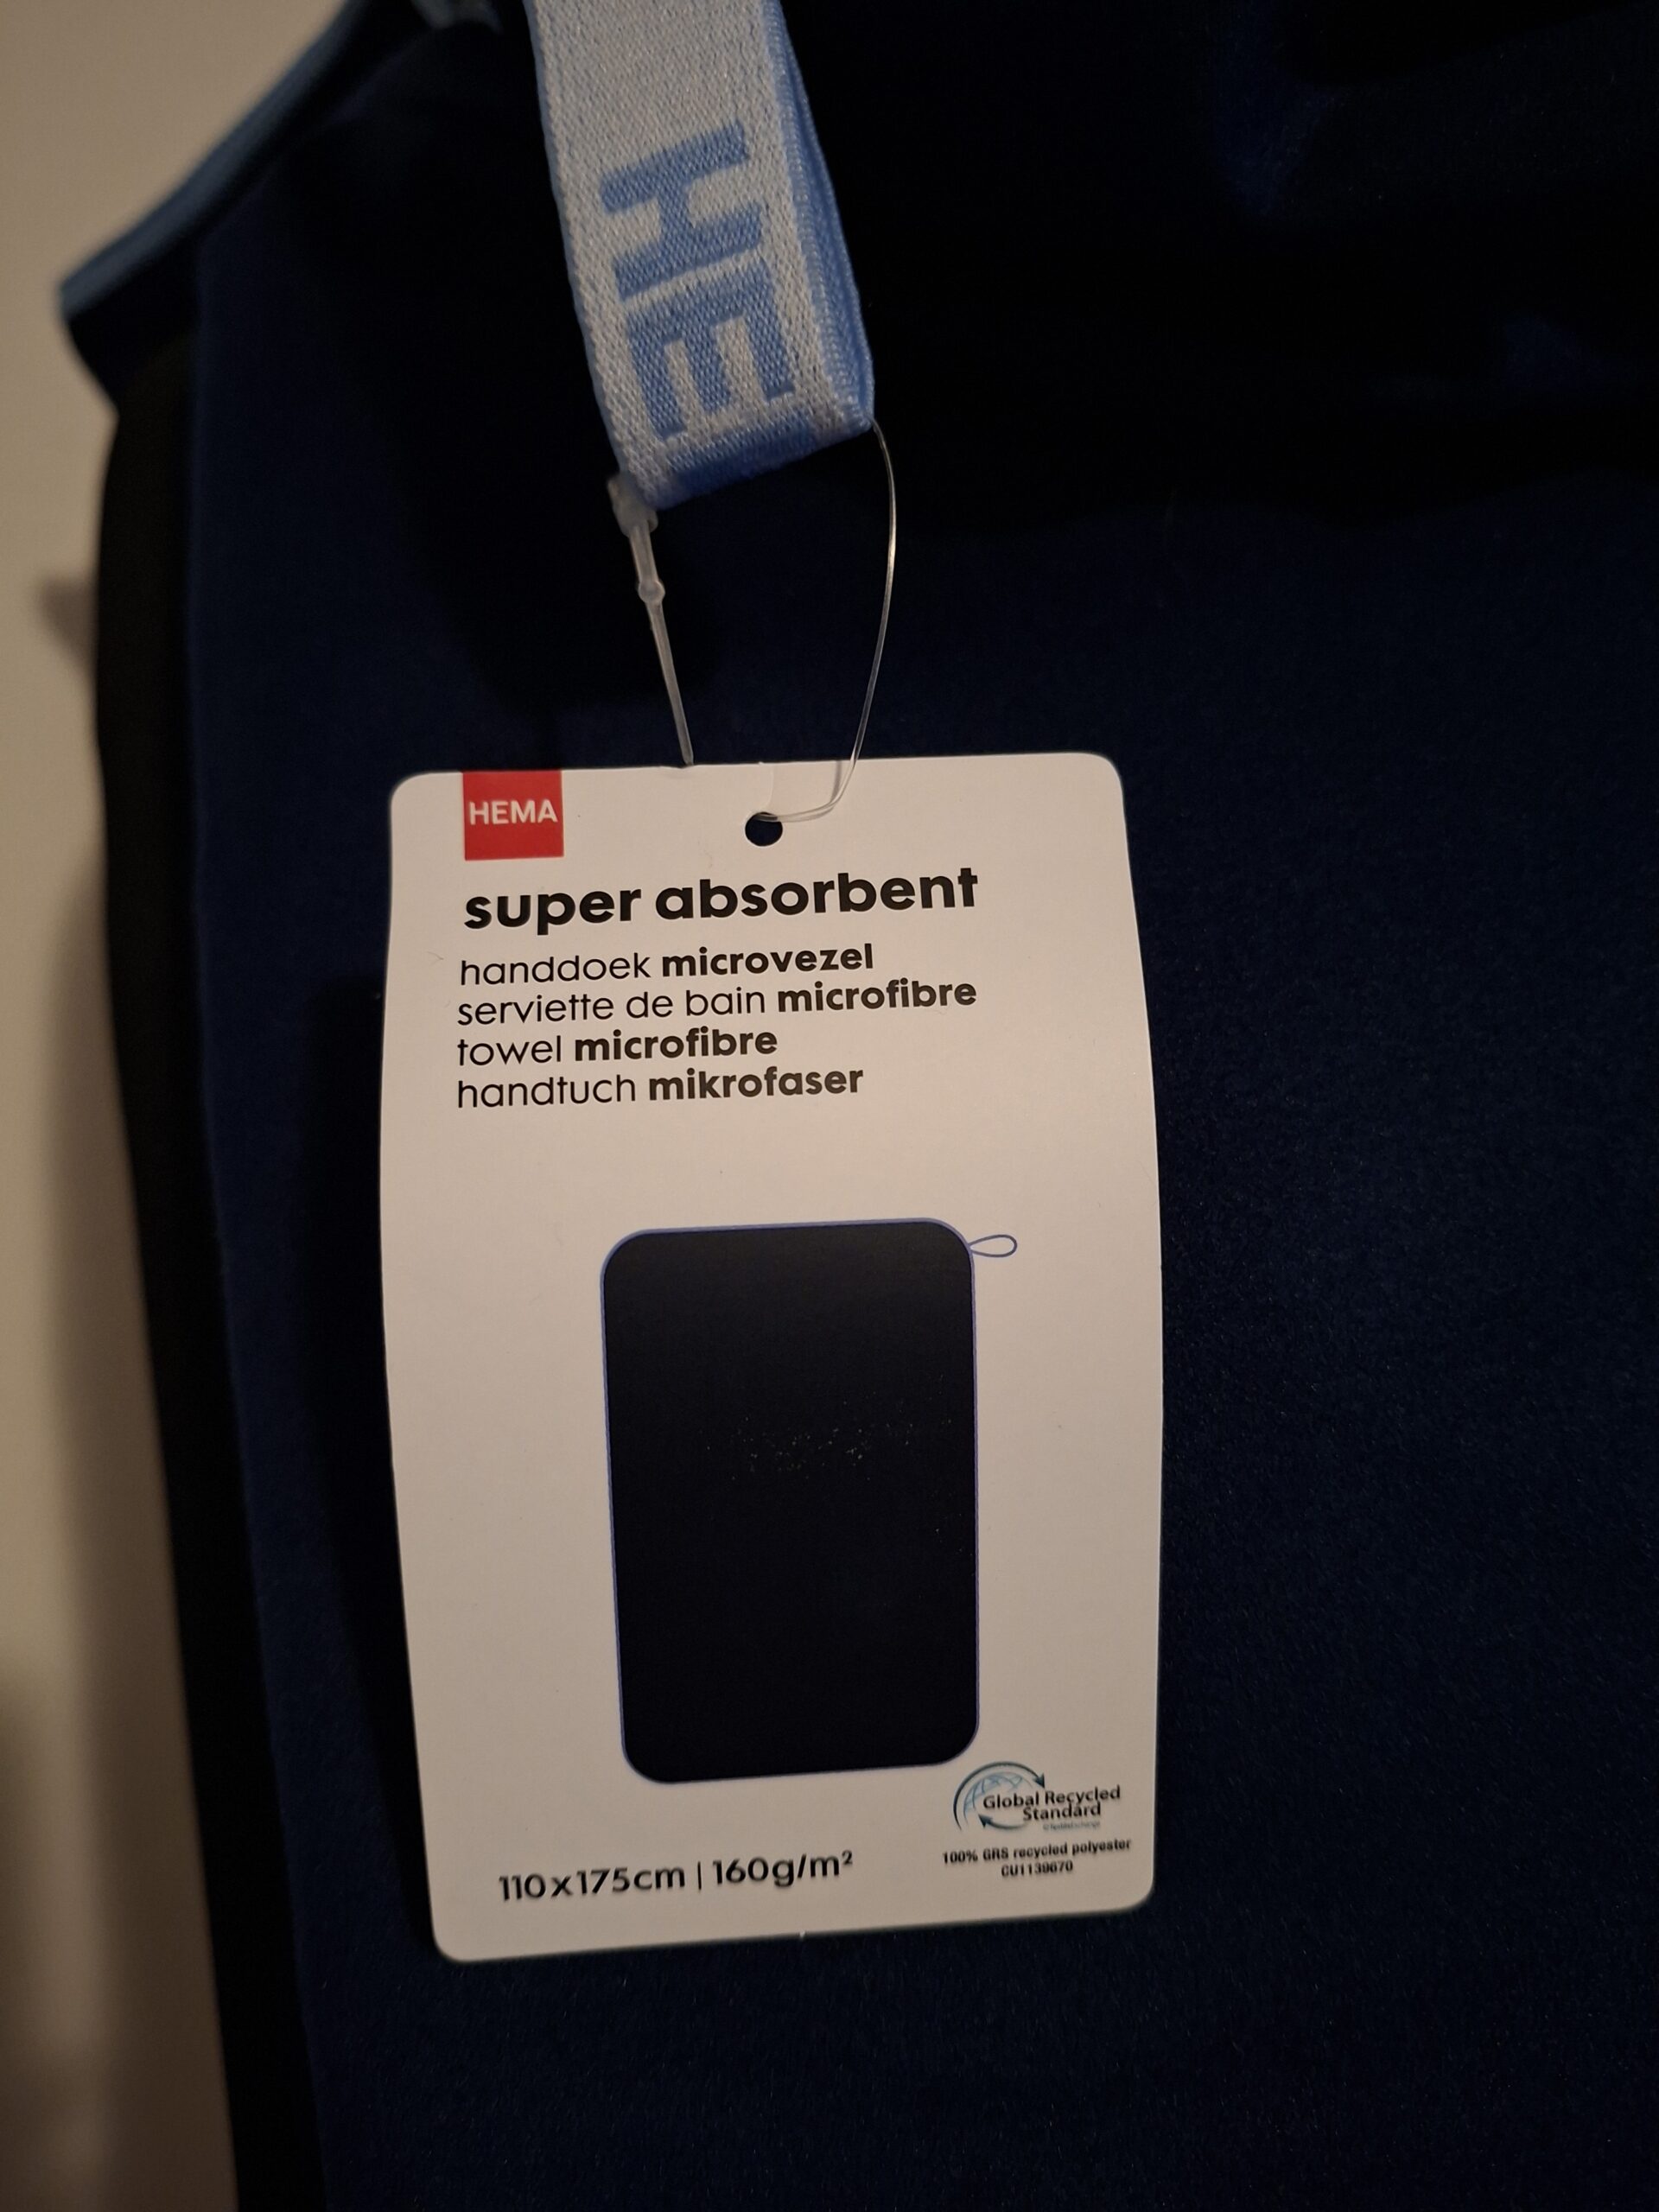 HE
HEMA
super absorbent
handdoek microvezel
serviette de bain microfibre
towel microfibre
handtuch mikrofaser
Global Recycled
Standard
110x175cm | 160g/m²
100% GRS recycled polyester
CU1139670